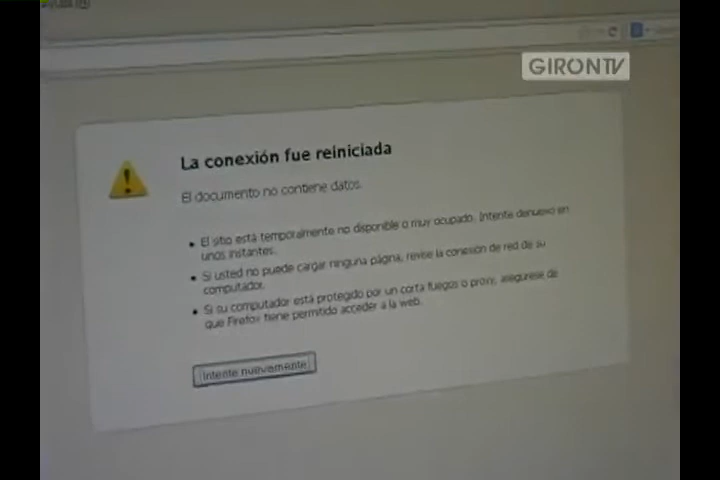 GIRONTV
La conexión fue reiniciada
El documento no contiene datos.
El sitio está temporalmente no disponible o muy ocupado. Intente denuevo en
unos instantes.
Si usted no puede cargar ninguna página, revise la conexión de red de su
computador.
Si su computador está protegido por un corta fuegos o proxy, asegúrese de
que Firefox tiene permitido acceder a la web.
Intente nuevamente